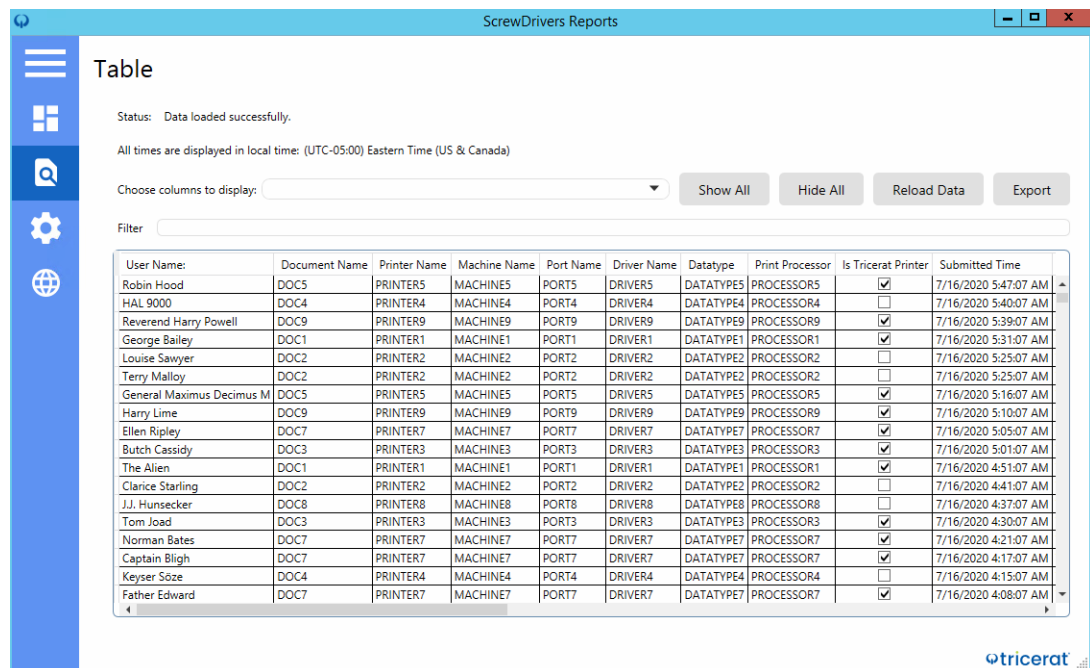 ScrewDrivers Reports
Table
Status: Data loaded successfully.
All times are displayed in local time: (UTC-05:00) Eastern Time (US & Canada)
Choose columns to display: Show All Hide All Reload Data Export
Filter
User Name: Document Name Printer Name Machine Name Port Name Driver Name Datatype Print Processor Is Tricerat Printer Submitted Time
Robin Hood DOC5 PRINTER5 MACHINE5 PORT5 DRIVER5 DATATYPE5 PROCESSOR5 7/16/2020 5:47:07 AM
HAL 9000 DOC4 PRINTER4 MACHINE4 PORT4 DRIVER4 DATATYPE4 PROCESSOR4 7/16/2020 5:40:07 AM
Reverend Harry Powell DOC9 PRINTER9 MACHINE9 PORT9 DRIVER9 DATATYPE9 PROCESSOR9 7/16/2020 5:39:07 AM
George Bailey DOC1 PRINTER1 MACHINE1 PORT1 DRIVER1 DATATYPE1 PROCESSOR1 7/16/2020 5:31:07 AM
Louise Sawyer DOC2 PRINTER2 MACHINE2 PORT2 DRIVER2 DATATYPE2 PROCESSOR2 7/16/2020 5:25:07 AM
Terry Malloy DOC2 PRINTER2 MACHINE2 PORT2 DRIVER2 DATATYPE2 PROCESSOR2 7/16/2020 5:25:07 AM
General Maximus Decimus M DOC5 PRINTER5 MACHINE5 PORT5 DRIVER5 DATATYPE5 PROCESSOR5 7/16/2020 5:16:07 AM
Harry Lime DOC9 PRINTER9 MACHINE9 PORT9 DRIVER9 DATATYPE9 PROCESSOR9 7/16/2020 5:10:07 AM
Ellen Ripley DOC7 PRINTER7 MACHINE7 PORT7 DRIVER7 DATATYPE7 PROCESSOR7 7/16/2020 5:05:07 AM
Butch Cassidy DOC3 PRINTER3 MACHINE3 PORT3 DRIVER3 DATATYPE3 PROCESSOR3 7/16/2020 5:01:07 AM
The Alien DOC1 PRINTER1 MACHINE1 PORT1 DRIVER1 DATATYPE1 PROCESSOR1 7/16/2020 4:51:07 AM
Clarice Starling DOC2 PRINTER2 MACHINE2 PORT2 DRIVER2 DATATYPE2 PROCESSOR2 7/16/2020 4:41:07 AM
J.J. Hunsecker DOC8 PRINTER8 MACHINE8 PORT8 DRIVER8 DATATYPE8 PROCESSOR8 7/16/2020 4:37:07 AM
Tom Joad DOC3 PRINTER3 MACHINE3 PORT3 DRIVER3 DATATYPE3 PROCESSOR3 7/16/2020 4:30:07 AM
Norman Bates DOC7 PRINTER7 MACHINE7 PORT7 DRIVER7 DATATYPE7 PROCESSOR7 7/16/2020 4:21:07 AM
Captain Bligh DOC7 PRINTER7 MACHINE7 PORT7 DRIVER7 DATATYPE7 PROCESSOR7 7/16/2020 4:17:07 AM
Keyser Söze DOC4 PRINTER4 MACHINE4 PORT4 DRIVER4 DATATYPE4 PROCESSOR4 7/16/2020 4:15:07 AM
Father Edward DOC7 PRINTER7 MACHINE7 PORT7 DRIVER7 DATATYPE7 PROCESSOR7 7/16/2020 4:08:07 AM
tricerat